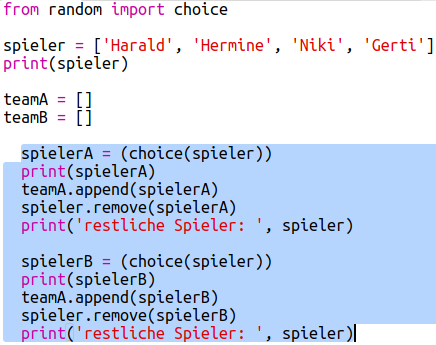 from random import choice
spieler = ['Harald', 'Hermine', 'Niki', 'Gerti']
print(spieler)
teamA = []
teamB = []
spielerA = (choice(spieler))
print(spielerA)
teamA.append(spielerA)
spieler.remove(spielerA)
print('restliche Spieler: ', spieler)
spielerB = (choice(spieler))
print(spielerB)
teamA.append(spielerB)
spieler.remove(spielerB)
print('restliche Spieler: ', spieler)